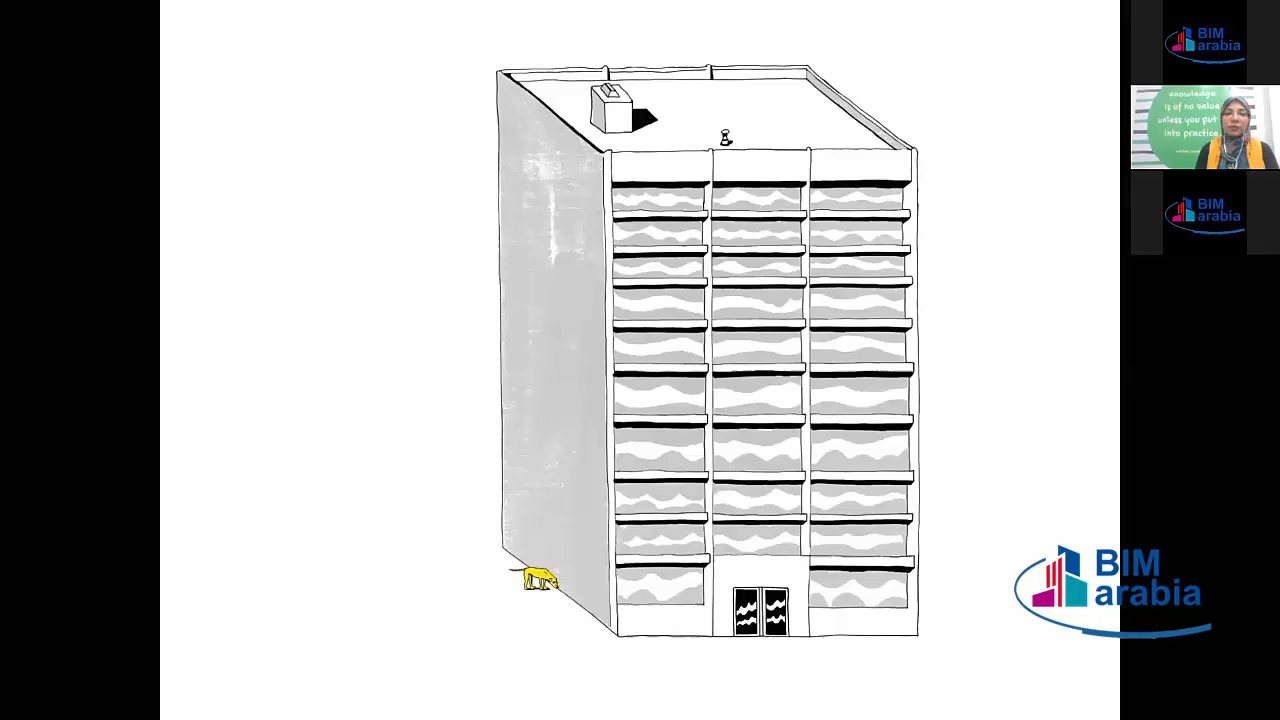 BIM
arabia
knowledge
is of no value
unless you put
into practice
BIM
arabia
BIM
arabia